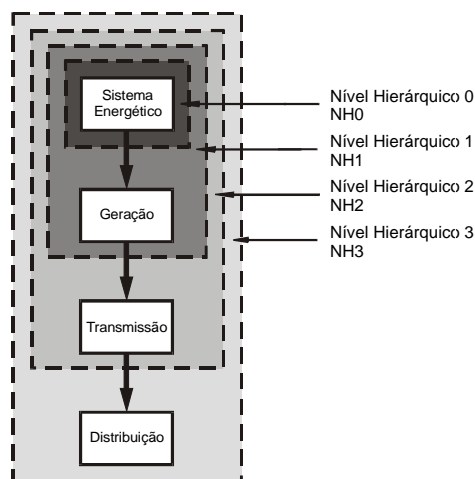 Sistema
Energético
Geração
Transmissão
Distribuição
Nível Hierárquico 0
NH0
Nível Hierárquico 1
NH1
Nível Hierárquico 2
NH2
Nível Hierárquico 3
NH3